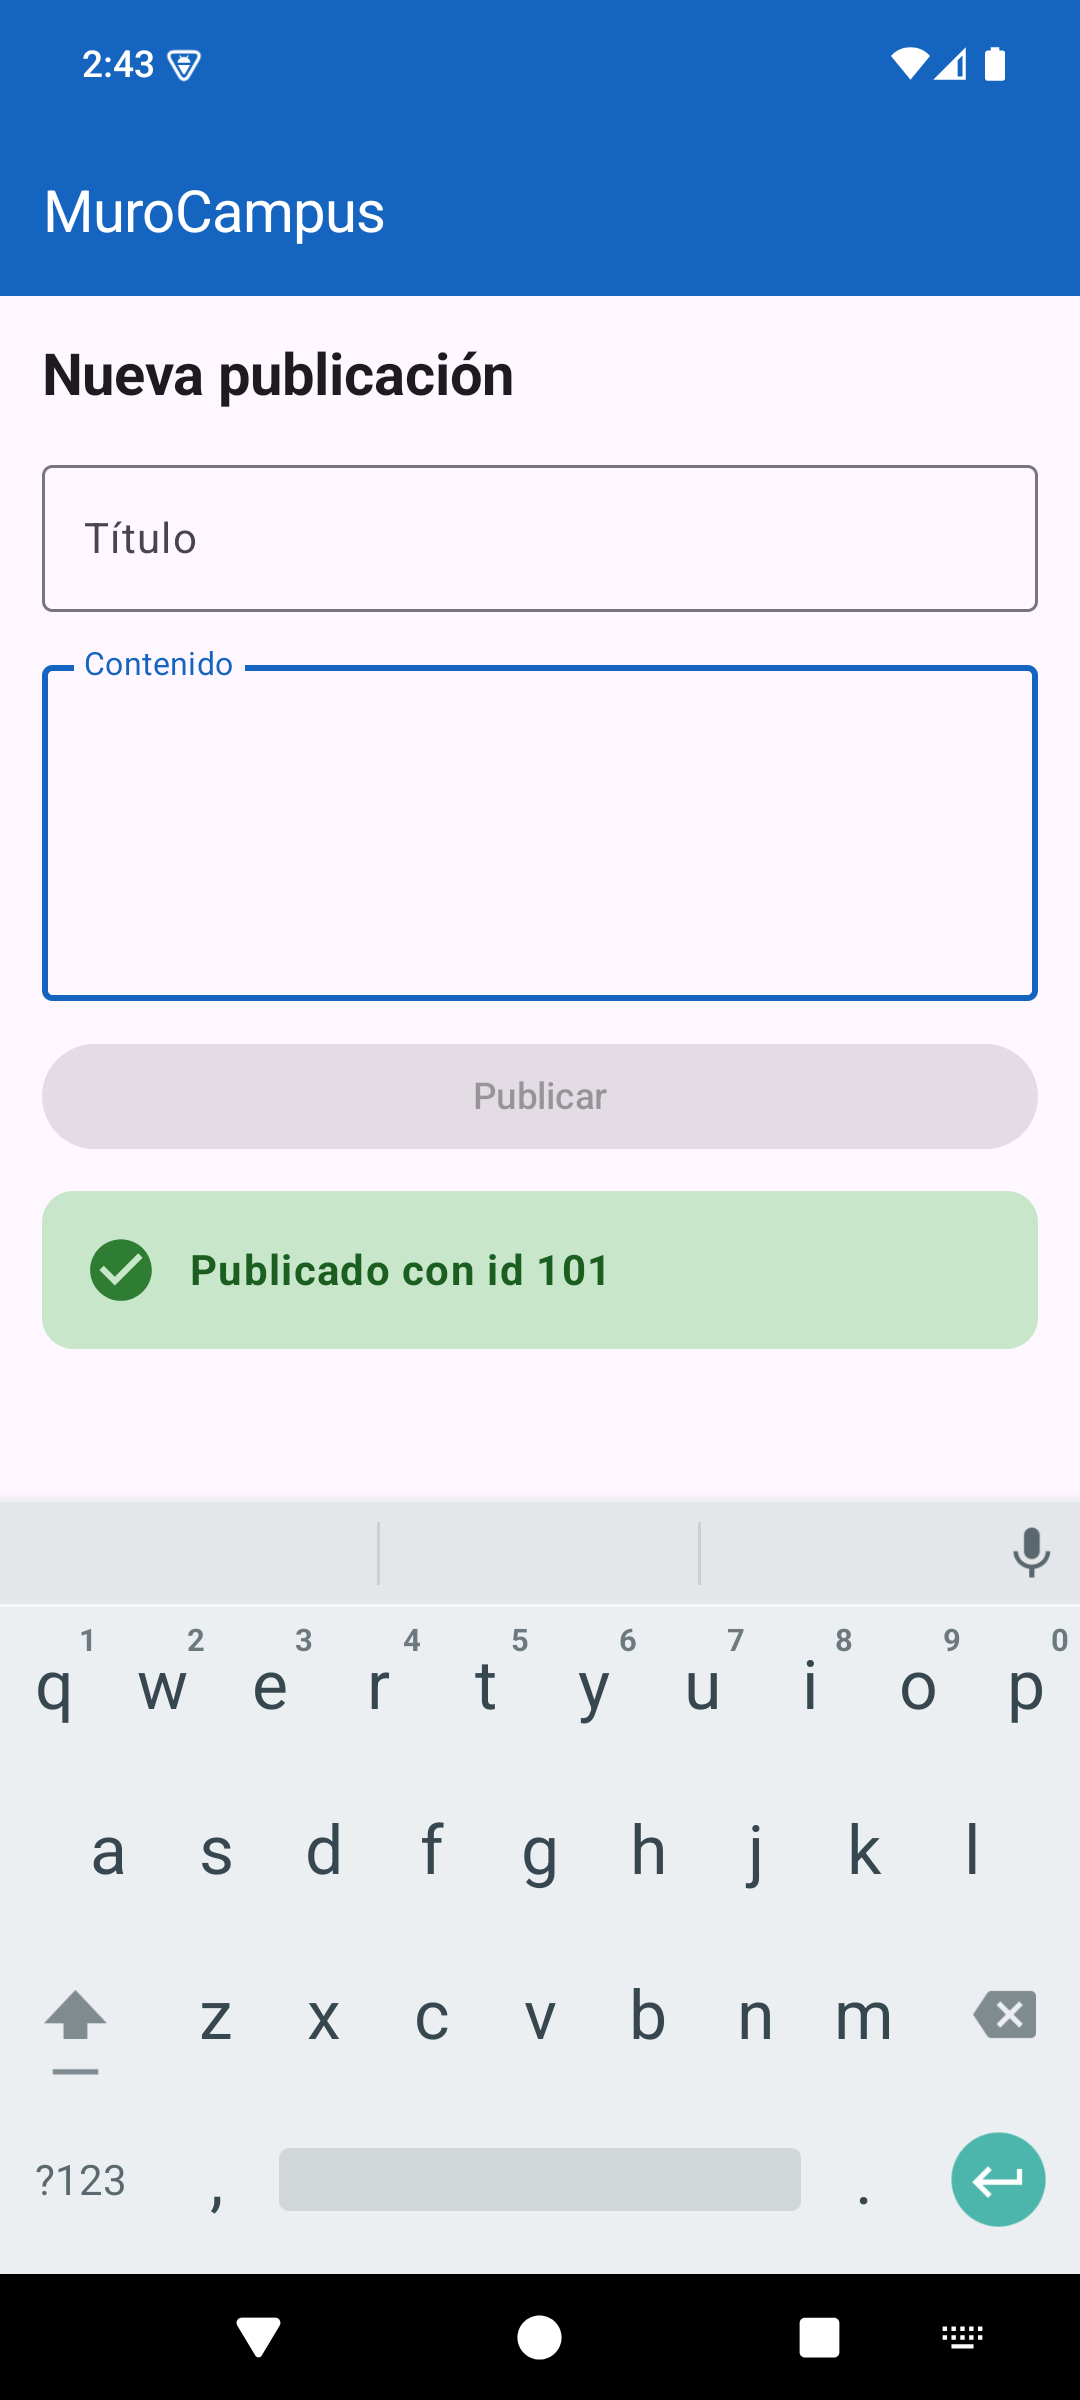 2:43
MuroCampus
Nueva publicación
Título
Contenido
Publicar
Publicado con id 101
1 2 3 4 5 6 7 8 9 0
q w e r t y u i o p
a s d f g h j k l
z x c v b n m
?123 , .